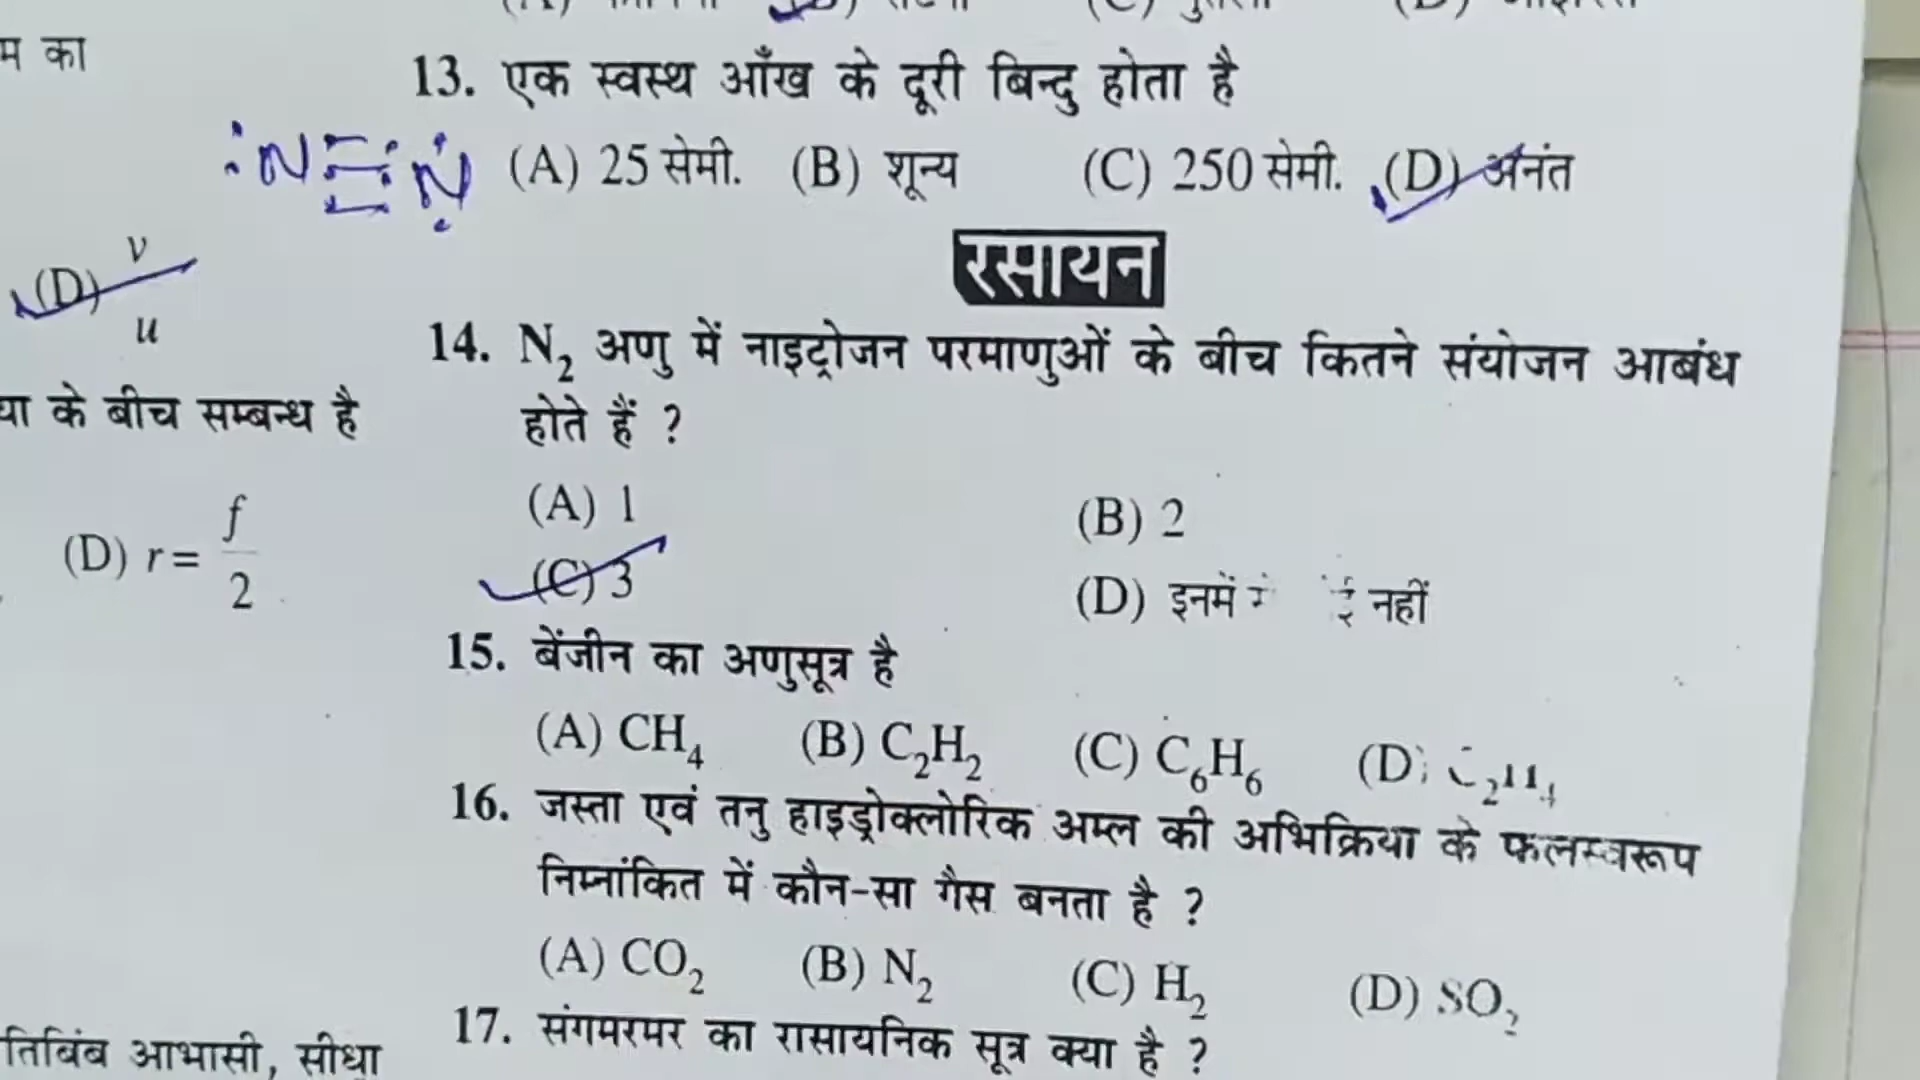 म का
v
(D)
u
या के बीच सम्बन्ध है
(D) r = f/2
तिबिंब आभासी, सीधा
13. एक स्वस्थ आँख के दूरी बिन्दु होता है
:N≡N
(A) 25 सेमी. (B) शून्य (C) 250 सेमी. (D) अनंत
रसायन
14. N₂ अणु में नाइट्रोजन परमाणुओं के बीच कितने संयोजन आबंध
होते हैं ?
(A) 1 (B) 2
(C) 3 (D) इनमें नहीं
15. बेंजीन का अणुसूत्र है
(A) CH₄ (B) C₂H₂ (C) C₆H₆ (D)
16. जस्ता एवं तनु हाइड्रोक्लोरिक अम्ल की अभिक्रिया के फलस्वरूप
निम्नांकित में कौन-सा गैस बनता है ?
(A) CO₂ (B) N₂ (C) H₂ (D) SO₂
17. संगमरमर का रासायनिक सूत्र क्या है ?